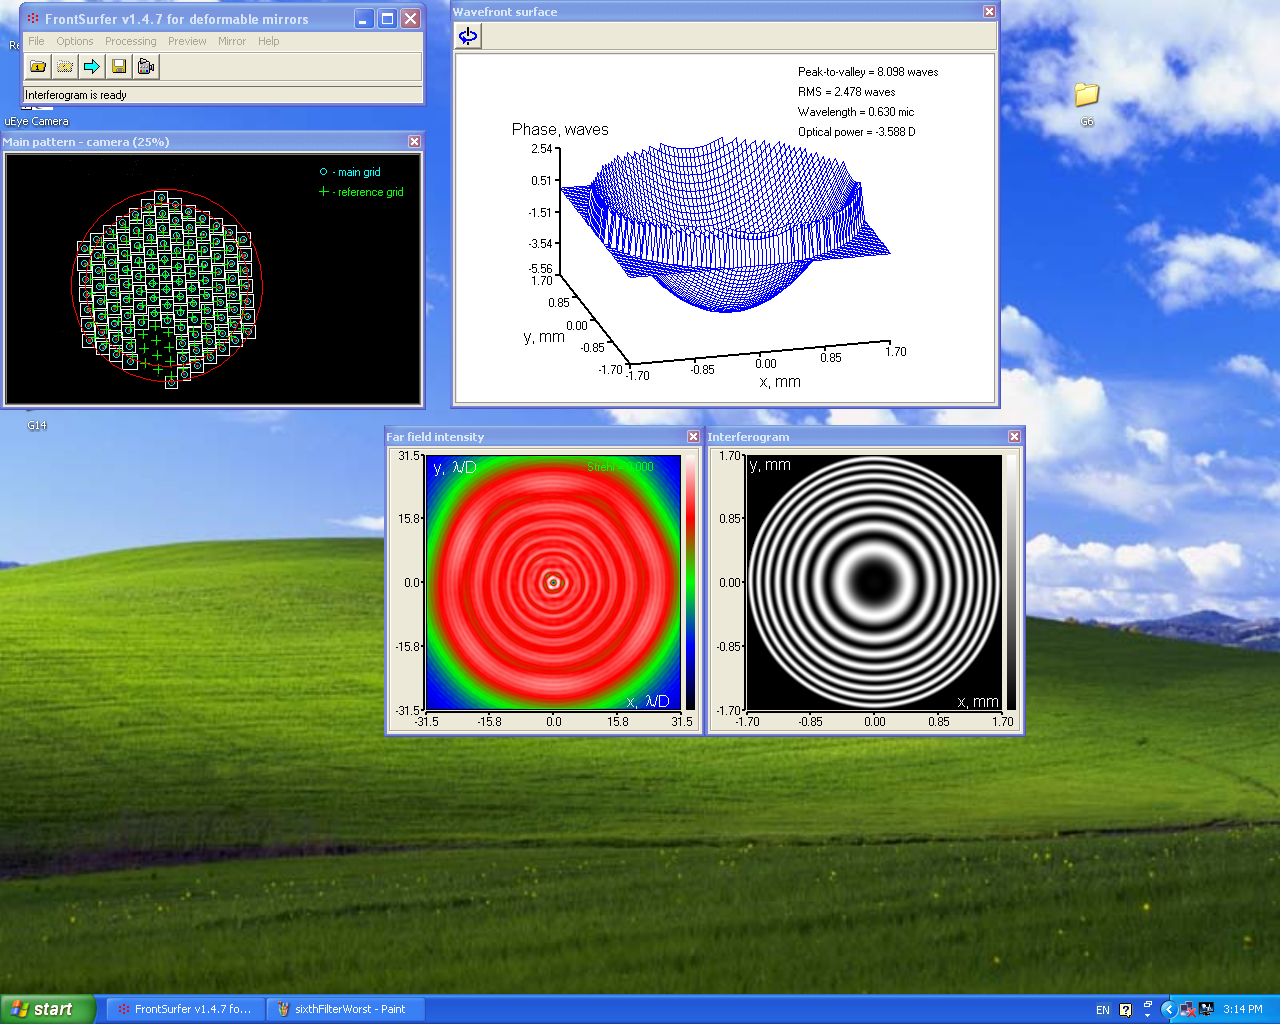 FrontSurfer v1.4.7 for deformable mirrors
File Options Processing Preview Mirror Help
Interferogram is ready
uEye Camera
Main pattern - camera (25%)
- main grid
- reference grid
G14
Wavefront surface
Peak-to-valley = 8.098 waves
RMS = 2.478 waves
Wavelength = 0.630 mic
Optical power = -3.588 D
Phase, waves
2.54
0.51
-1.51
-3.54
-5.56
1.70
0.85
0.00
-0.85
-1.70
y, mm
-1.70 -0.85 0.00 0.85 1.70
x, mm
G6
Far field intensity
31.5
15.8
0.0
-15.8
-31.5
y, λ/D
x, λ/D
-31.5 -15.8 0.0 15.8 31.5
Interferogram
1.70
0.85
0.00
-0.85
-1.70
y, mm
x, mm
-1.70 -0.85 0.00 0.85 1.70
start
FrontSurfer v1.4.7 fo...
sixthFilterWorst - Paint
EN
3:14 PM